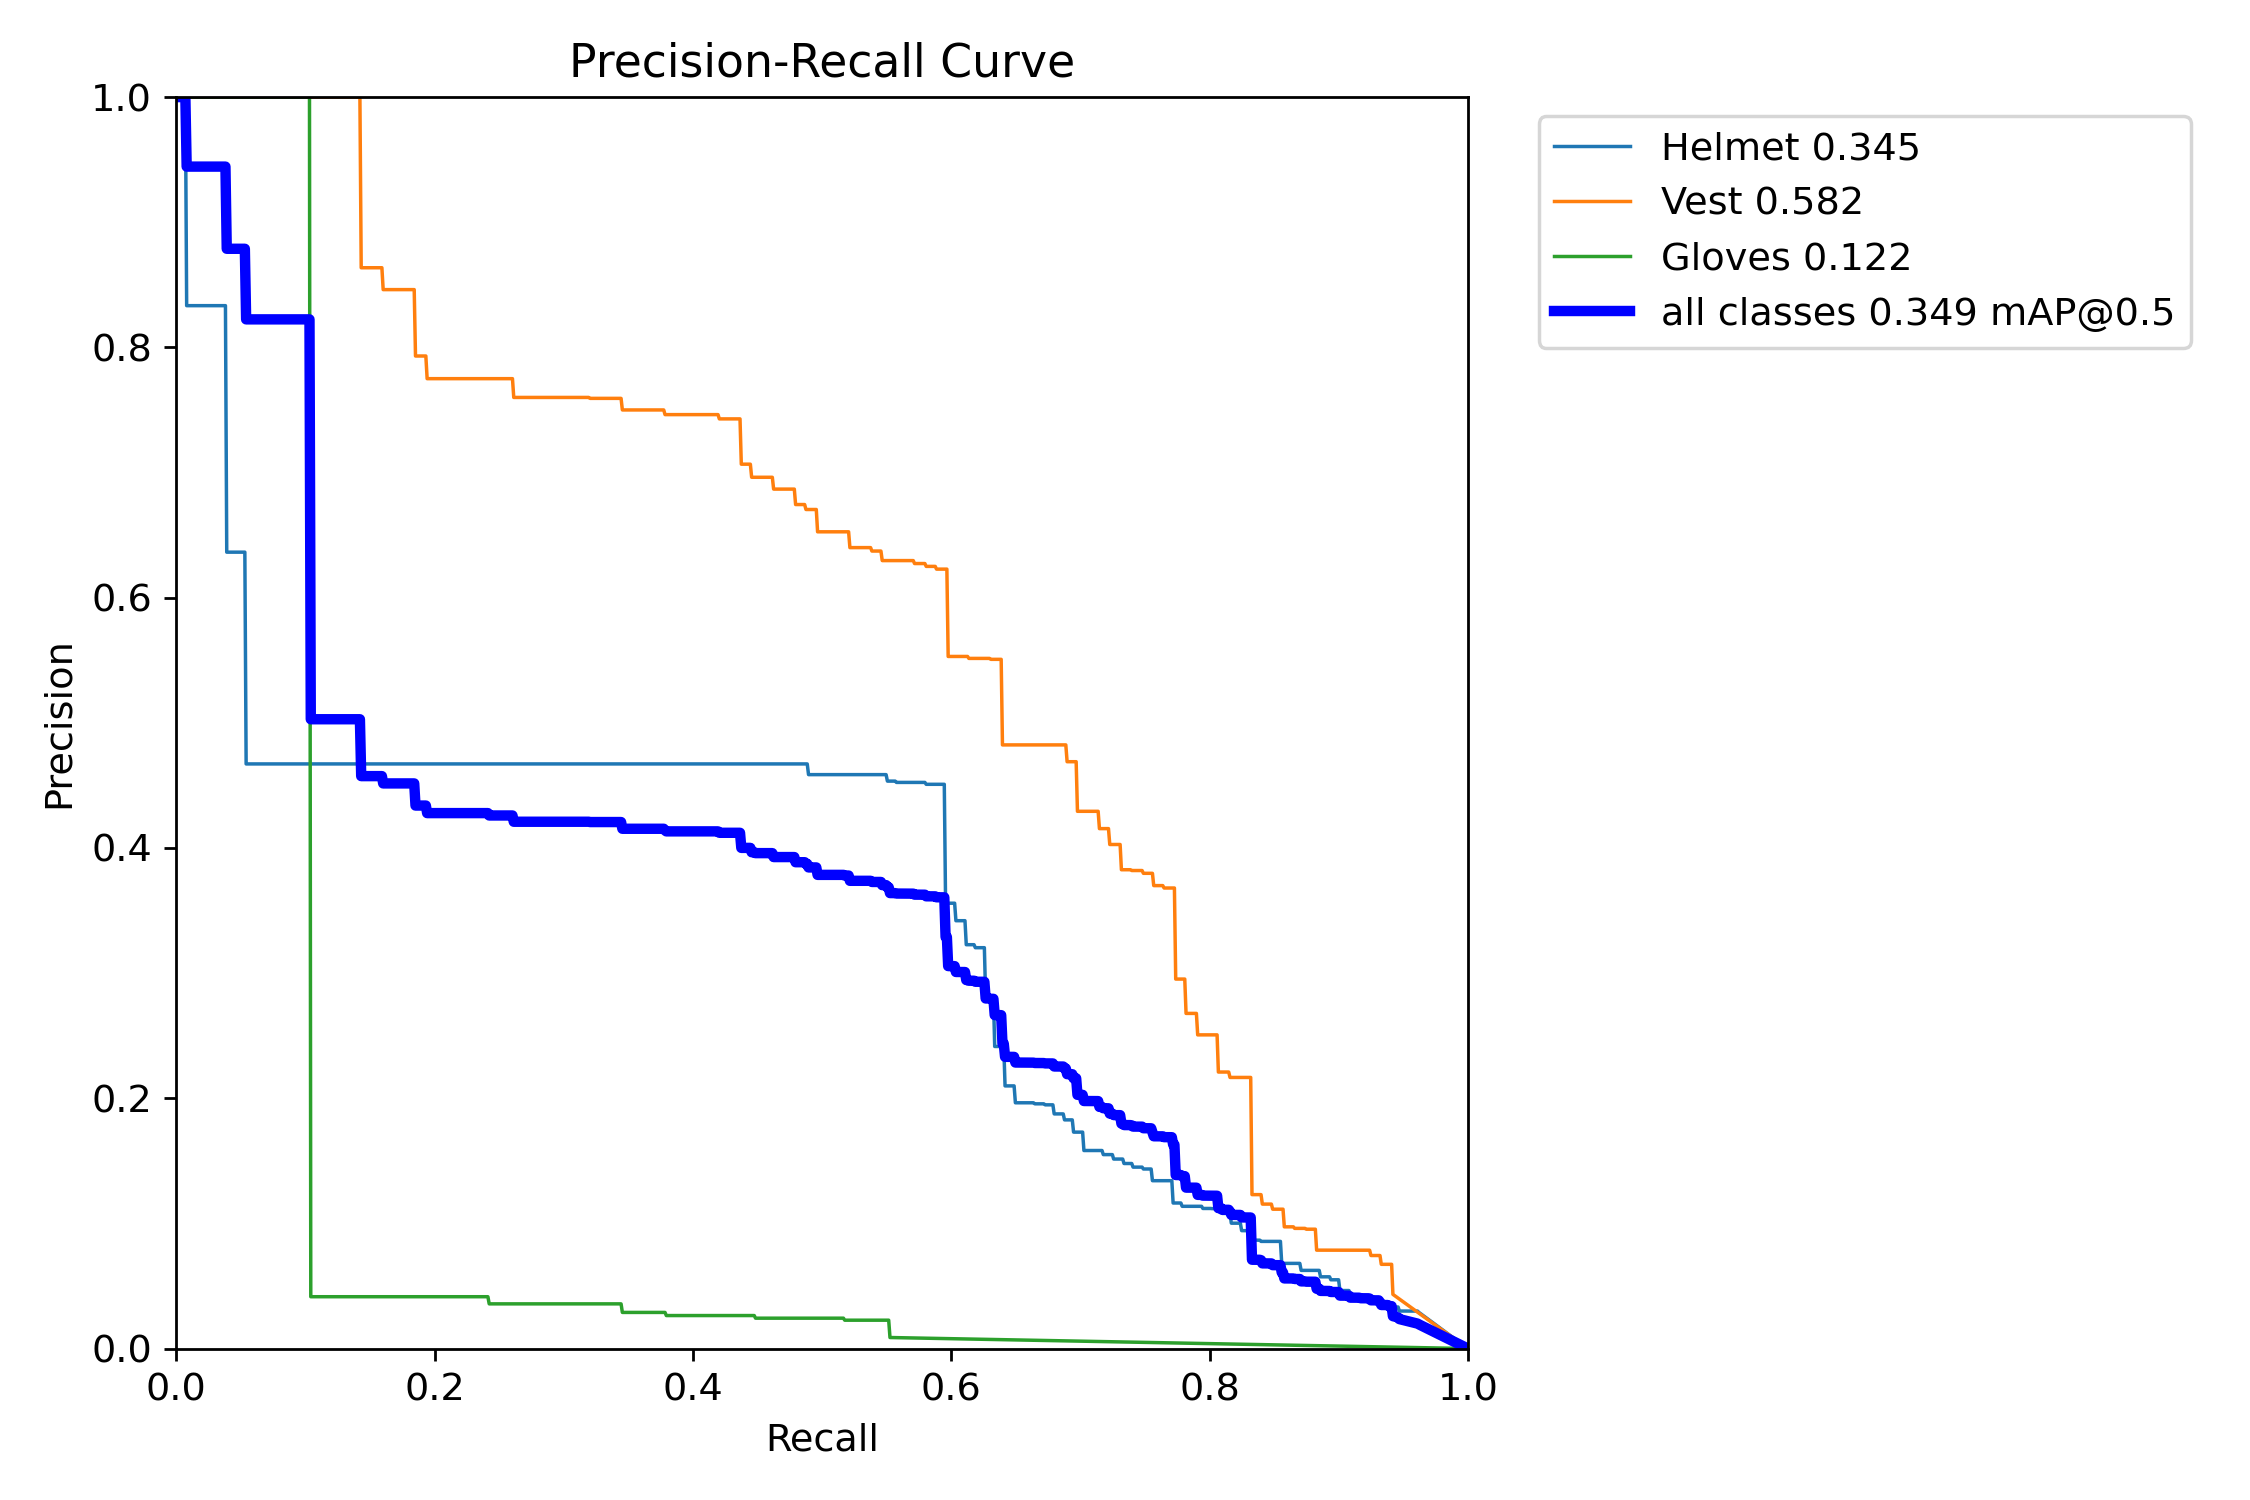 Precision-Recall Curve
1.0
0.8
0.6
0.4
0.2
0.0
Precision
0.0 0.2 0.4 0.6 0.8 1.0
Recall
Helmet 0.345
Vest 0.582
Gloves 0.122
all classes 0.349 mAP@0.5